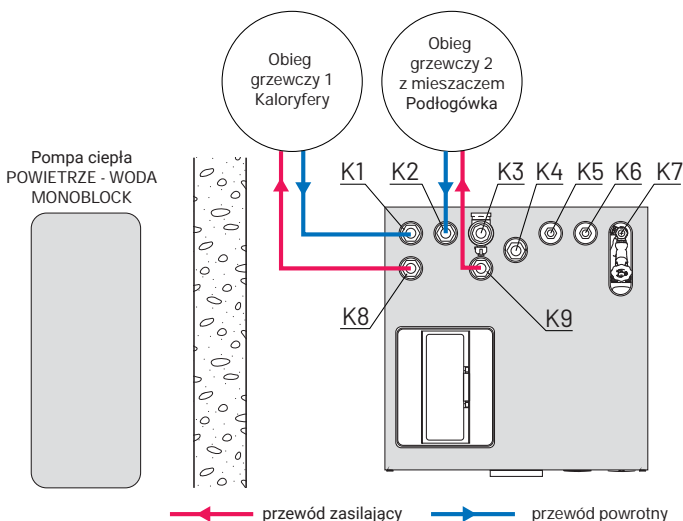 Obieg
grzewczy 1
Kaloryfery
Obieg
grzewczy 2
z mieszaczem
Podłogówka
Pompa ciepła
POWIETRZE - WODA
MONOBLOCK
K1
K2
K3
K4
K5
K6
K7
K8
K9
przewód zasilający
przewód powrotny